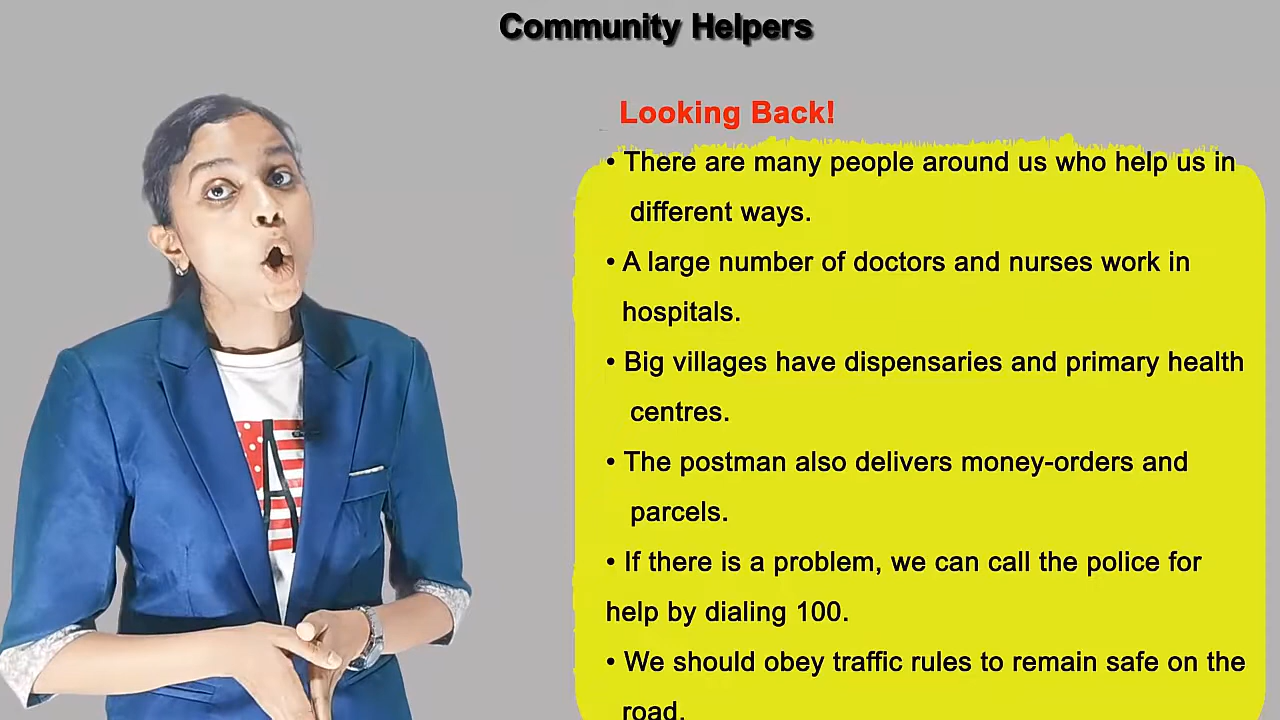 Community Helpers
Looking Back!
• There are many people around us who help us in
different ways.
• A large number of doctors and nurses work in
hospitals.
• Big villages have dispensaries and primary health
centres.
• The postman also delivers money-orders and
parcels.
• If there is a problem, we can call the police for
help by dialing 100.
• We should obey traffic rules to remain safe on the
road.